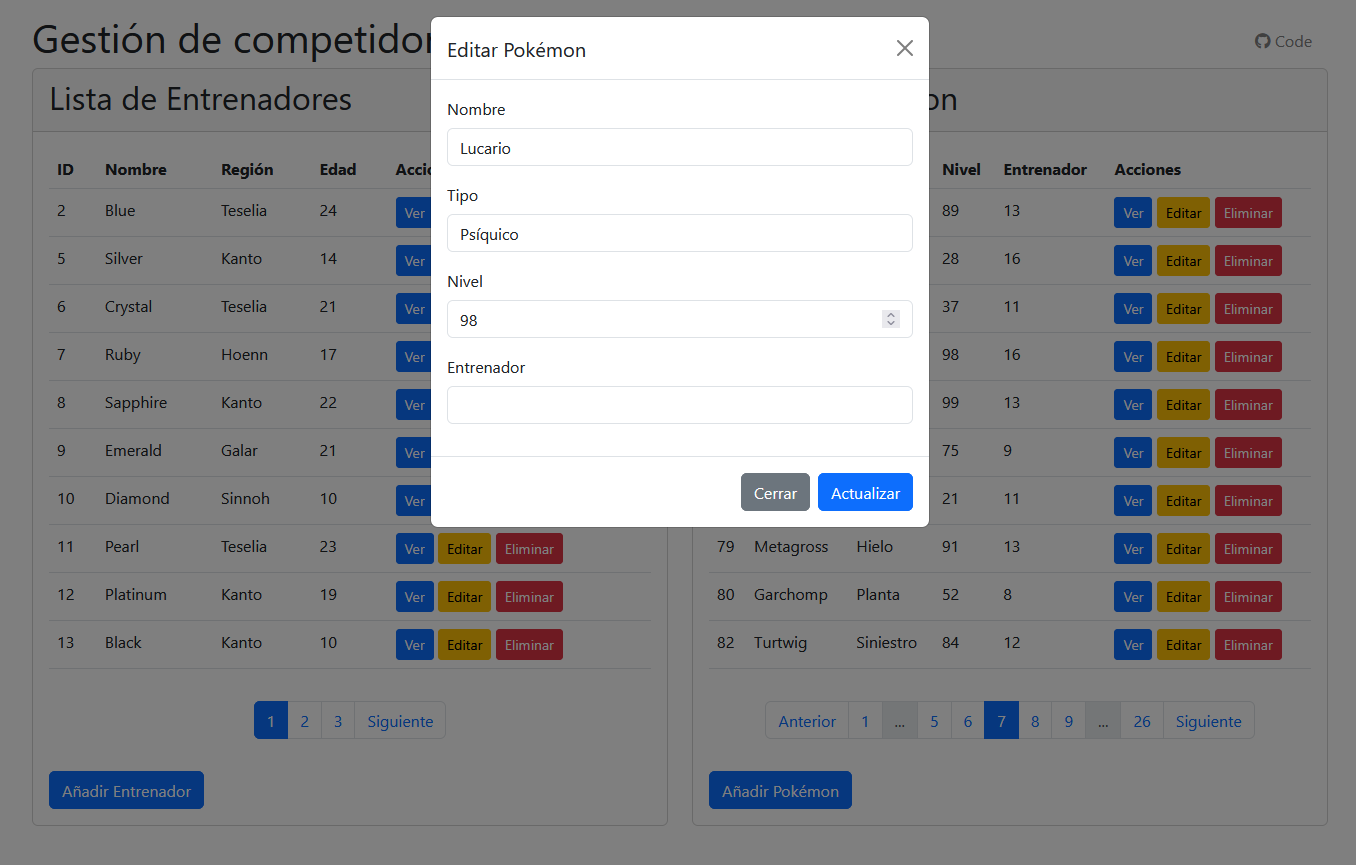 Gestión de competidor
Code
Editar Pokémon
Nombre
Lucario
Tipo
Psíquico
Nivel
98
Entrenador
Cerrar Actualizar
Lista de Entrenadores
ID Nombre Región Edad Accio
2 Blue Teselia 24 Ver
5 Silver Kanto 14 Ver
6 Crystal Teselia 21 Ver
7 Ruby Hoenn 17 Ver
8 Sapphire Kanto 22 Ver
9 Emerald Galar 21 Ver
10 Diamond Sinnoh 10 Ver
11 Pearl Teselia 23 Ver Editar Eliminar
12 Platinum Kanto 19 Ver Editar Eliminar
13 Black Kanto 10 Ver Editar Eliminar
1 2 3 Siguiente
Añadir Entrenador
on
Nivel Entrenador Acciones
89 13 Ver Editar Eliminar
28 16 Ver Editar Eliminar
37 11 Ver Editar Eliminar
98 16 Ver Editar Eliminar
99 13 Ver Editar Eliminar
75 9 Ver Editar Eliminar
21 11 Ver Editar Eliminar
79 Metagross Hielo 91 13 Ver Editar Eliminar
80 Garchomp Planta 52 8 Ver Editar Eliminar
82 Turtwig Siniestro 84 12 Ver Editar Eliminar
Anterior 1 ... 5 6 7 8 9 ... 26 Siguiente
Añadir Pokémon